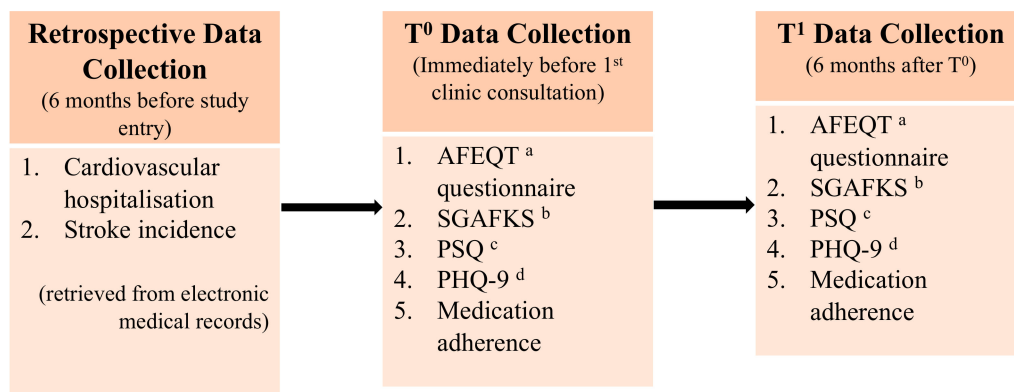 Retrospective Data
Collection
(6 months before study
entry)
1. Cardiovascular
hospitalisation
2. Stroke incidence
(retrieved from electronic
medical records)
T⁰ Data Collection
(Immediately before 1ˢᵗ
clinic consultation)
1. AFEQT ᵃ
questionnaire
2. SGAFKS ᵇ
3. PSQ ᶜ
4. PHQ-9 ᵈ
5. Medication
adherence
T¹ Data Collection
(6 months after T⁰)
1. AFEQT ᵃ
questionnaire
2. SGAFKS ᵇ
3. PSQ ᶜ
4. PHQ-9 ᵈ
5. Medication
adherence